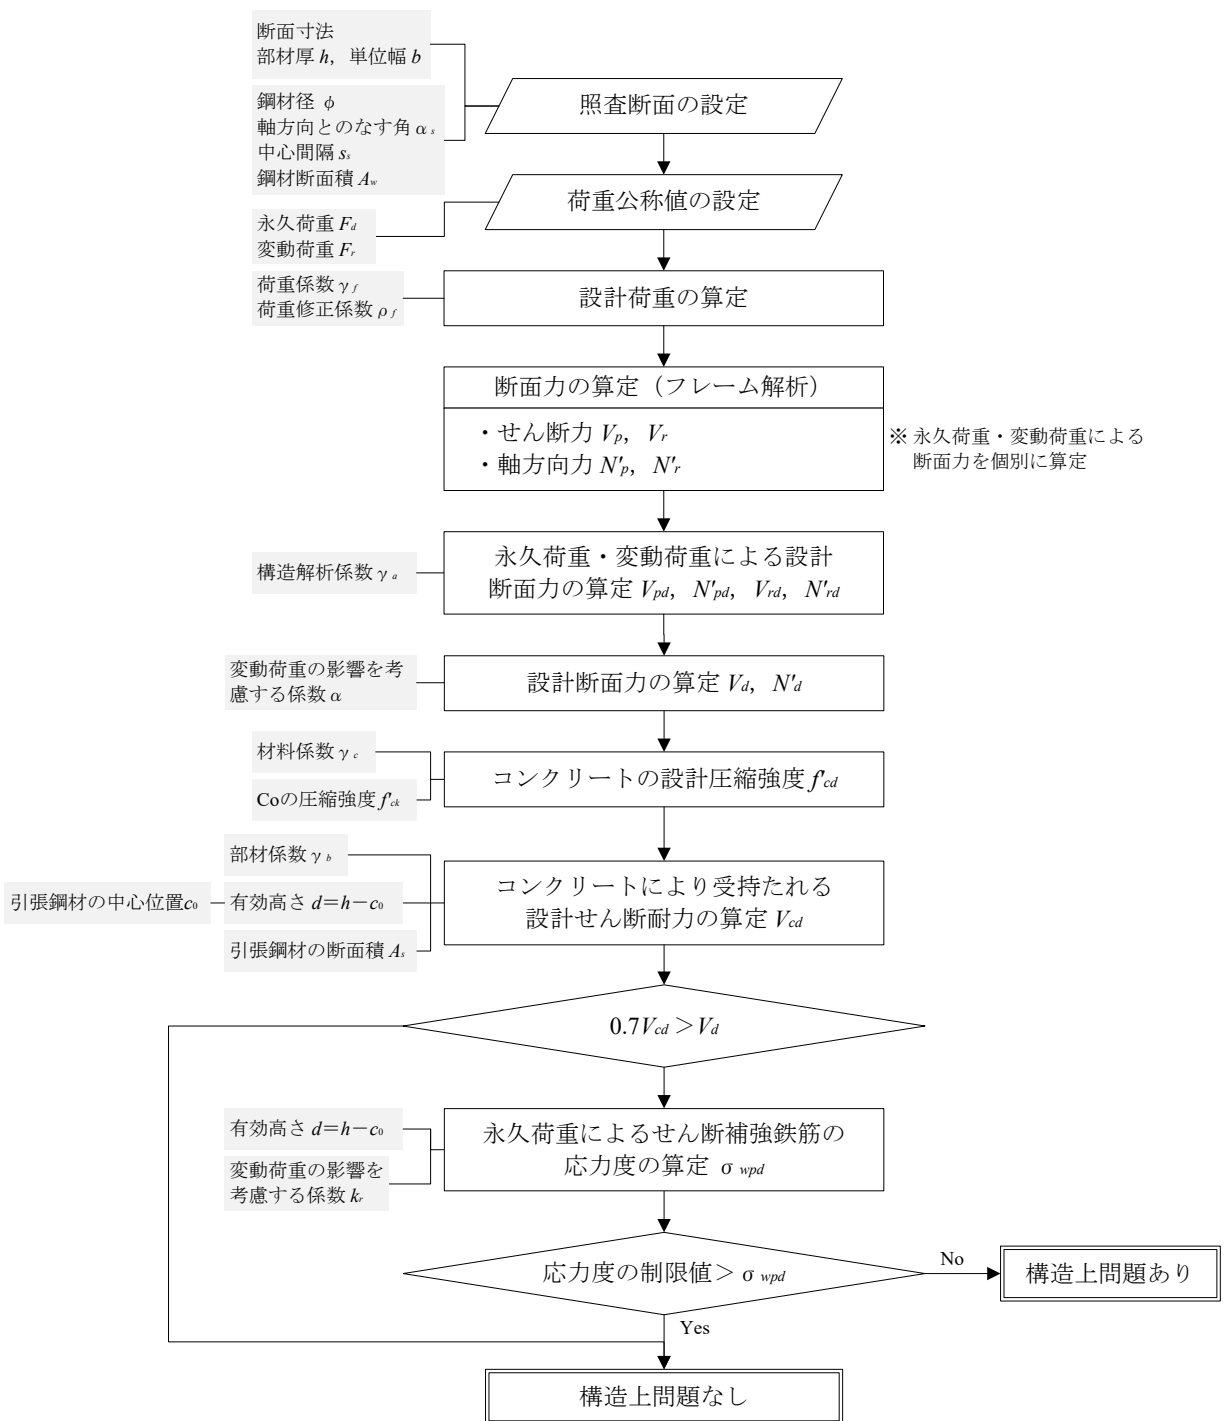 断面寸法
部材厚 h, 単位幅 b
鋼材径 φ
軸方向とのなす角 αs
中心間隔 ss
鋼材断面積 Aw
照査断面の設定
荷重公称値の設定
永久荷重 Fd
変動荷重 Fr
荷重係数 γf
荷重修正係数 ρf
設計荷重の算定
断面力の算定（フレーム解析）
・せん断力 Vp, Vr
・軸方向力 N'p, N'r
※ 永久荷重・変動荷重による
断面力を個別に算定
構造解析係数 γa
永久荷重・変動荷重による設計
断面力の算定 Vpd, N'pd, Vrd, N'rd
変動荷重の影響を考
慮する係数 α
設計断面力の算定 Vd, N'd
材料係数 γc
Coの圧縮強度 f'ck
コンクリートの設計圧縮強度 f'cd
部材係数 γb
引張鋼材の中心位置c0
有効高さ d＝h−c0
引張鋼材の断面積 As
コンクリートにより受持たれる
設計せん断耐力の算定 Vcd
0.7Vcd＞Vd
有効高さ d＝h−c0
変動荷重の影響を
考慮する係数 kr
永久荷重によるせん断補強鉄筋の
応力度の算定 σwpd
応力度の制限値＞σwpd
No
構造上問題あり
Yes
構造上問題なし